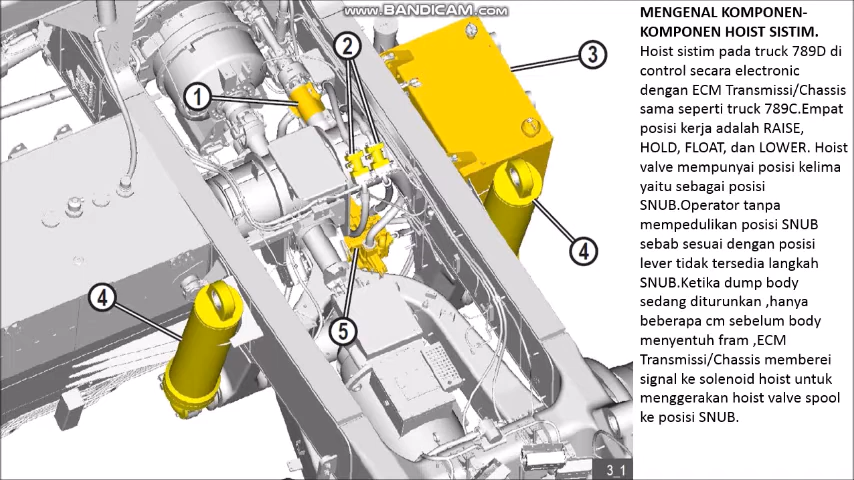 www.BANDICAM.com
1
2
3
4
4
5
3_1
MENGENAL KOMPONEN-
KOMPONEN HOIST SISTIM.
Hoist sistim pada truck 789D di
control secara electronic
dengan ECM Transmissi/Chassis
sama seperti truck 789C.Empat
posisi kerja adalah RAISE,
HOLD, FLOAT, dan LOWER. Hoist
valve mempunyai posisi kelima
yaitu sebagai posisi
SNUB.Operator tanpa
mempedulikan posisi SNUB
sebab sesuai dengan posisi
lever tidak tersedia langkah
SNUB.Ketika dump body
sedang diturunkan ,hanya
beberapa cm sebelum body
menyentuh fram ,ECM
Transmissi/Chassis memberei
signal ke solenoid hoist untuk
menggerakan hoist valve spool
ke posisi SNUB.